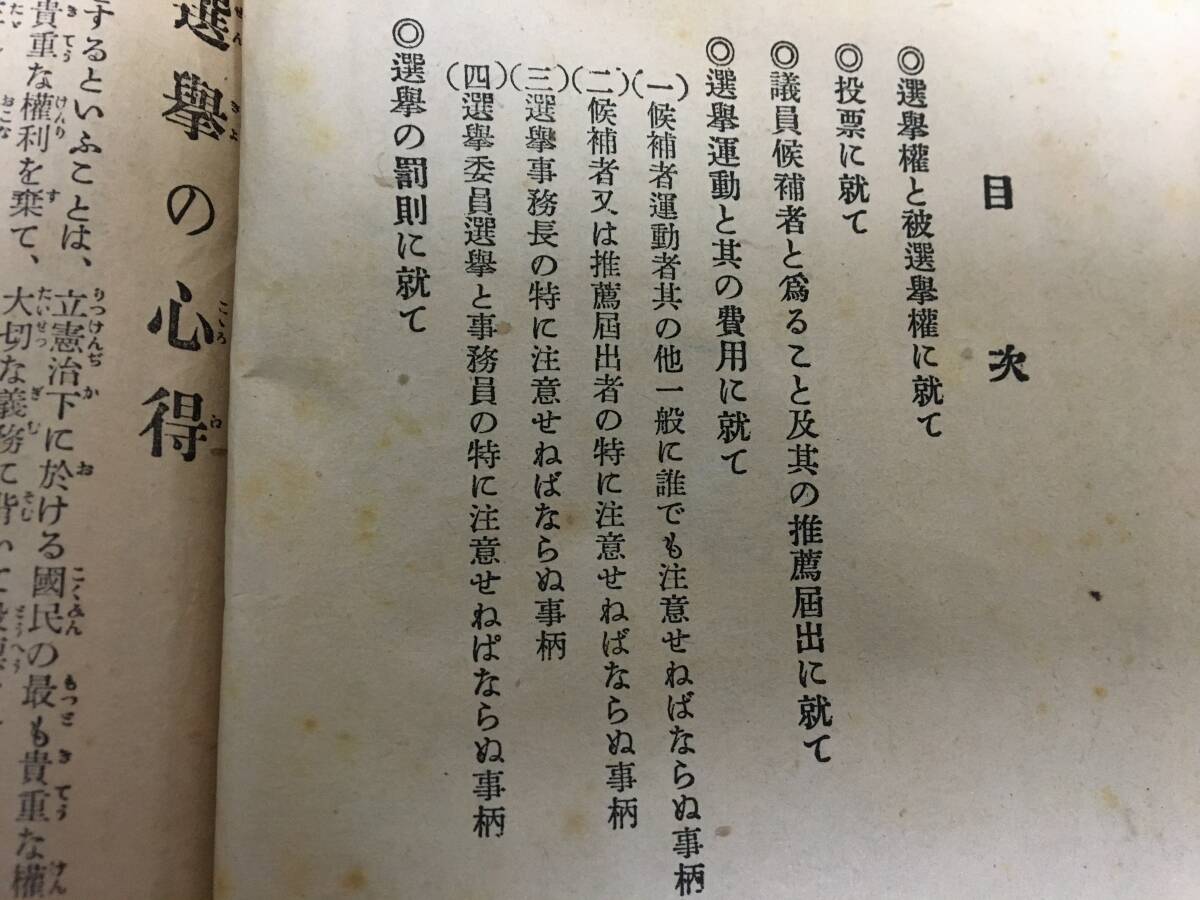 目次
◎選擧權と被選擧權に就て
◎投票に就て
◎議員候補者と爲ること及其の推薦屆出に就て
◎選擧運動と其の費用に就て
(一)候補者運動者其の他一般に誰でも注意せねばならぬ事柄
(二)候補者又は推薦屆出者の特に注意せねばならぬ事柄
(三)選擧事務長の特に注意せねばならぬ事柄
(四)選擧委員選擧と事務員の特に注意せねばならぬ事柄
◎選擧の罰則に就て
選擧の心得
するといふことは、立憲治下に於ける國民の最も貴重な權
貴重な權利を棄て、大切な義務